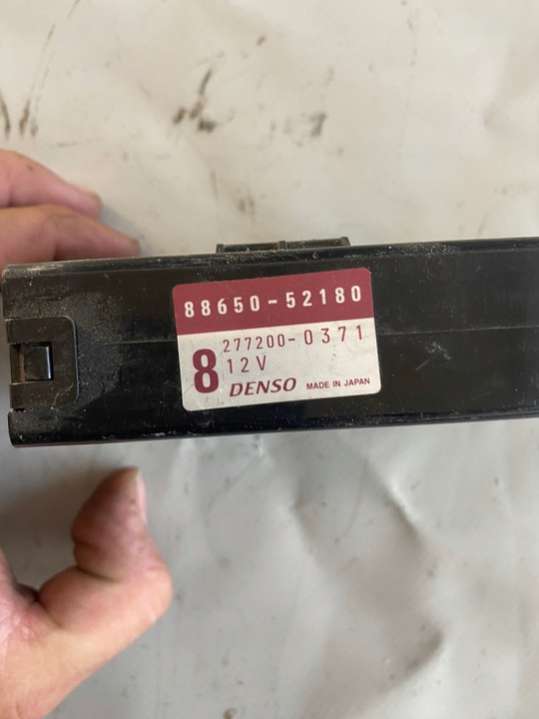 88650-52180
277200-0371
8 12V
DENSO MADE IN JAPAN